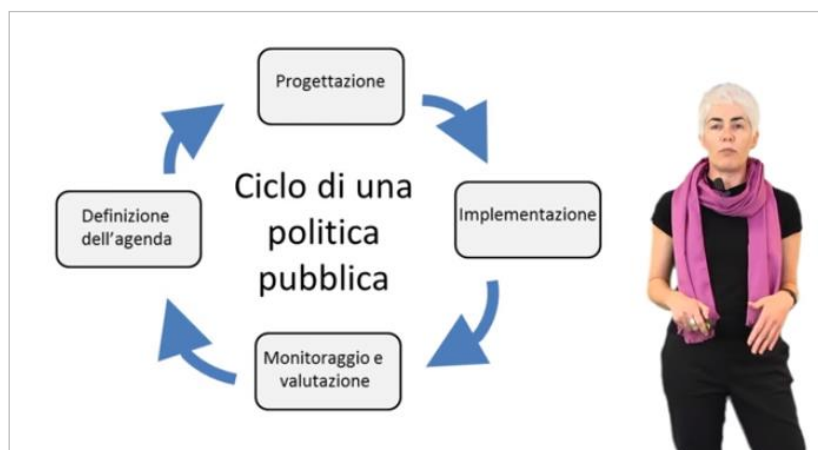 Progettazione
Ciclo di una
politica
pubblica
Definizione
dell'agenda
Implementazione
Monitoraggio e
valutazione